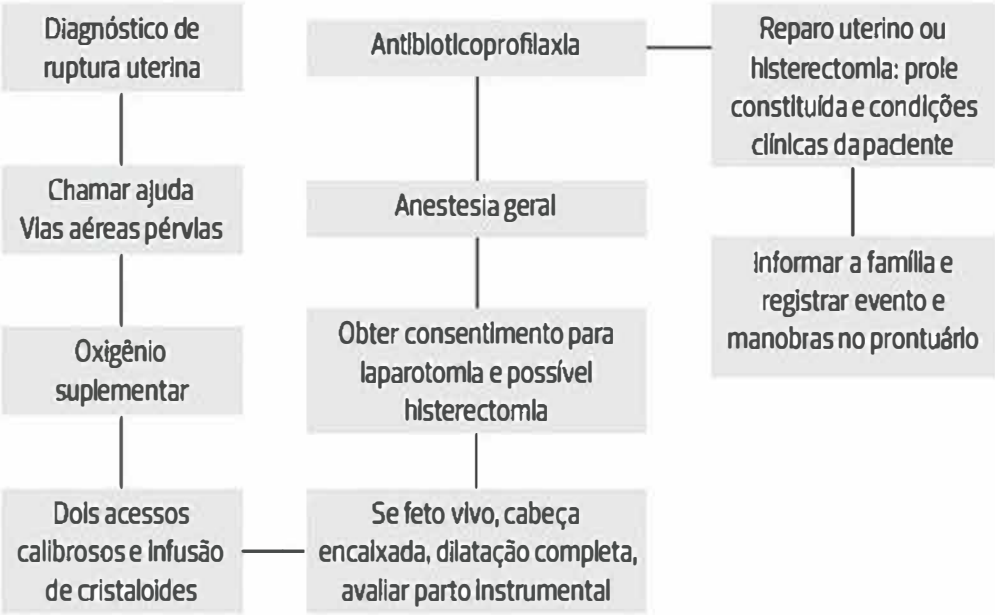 Diagnóstico de
ruptura uterina
Chamar ajuda
Vias aéreas pérvias
Oxigênio
suplementar
Dois acessos
calibrosos e infusão
de cristaloides
Se feto vivo, cabeça
encaixada, dilatação completa,
avaliar parto instrumental
Obter consentimento para
laparotomia e possível
histerectomia
Anestesia geral
Antibioticoprofilaxia
Reparo uterino ou
histerectomia: prole
constituída e condições
clínicas da paciente
Informar a família e
registrar evento e
manobras no prontuário